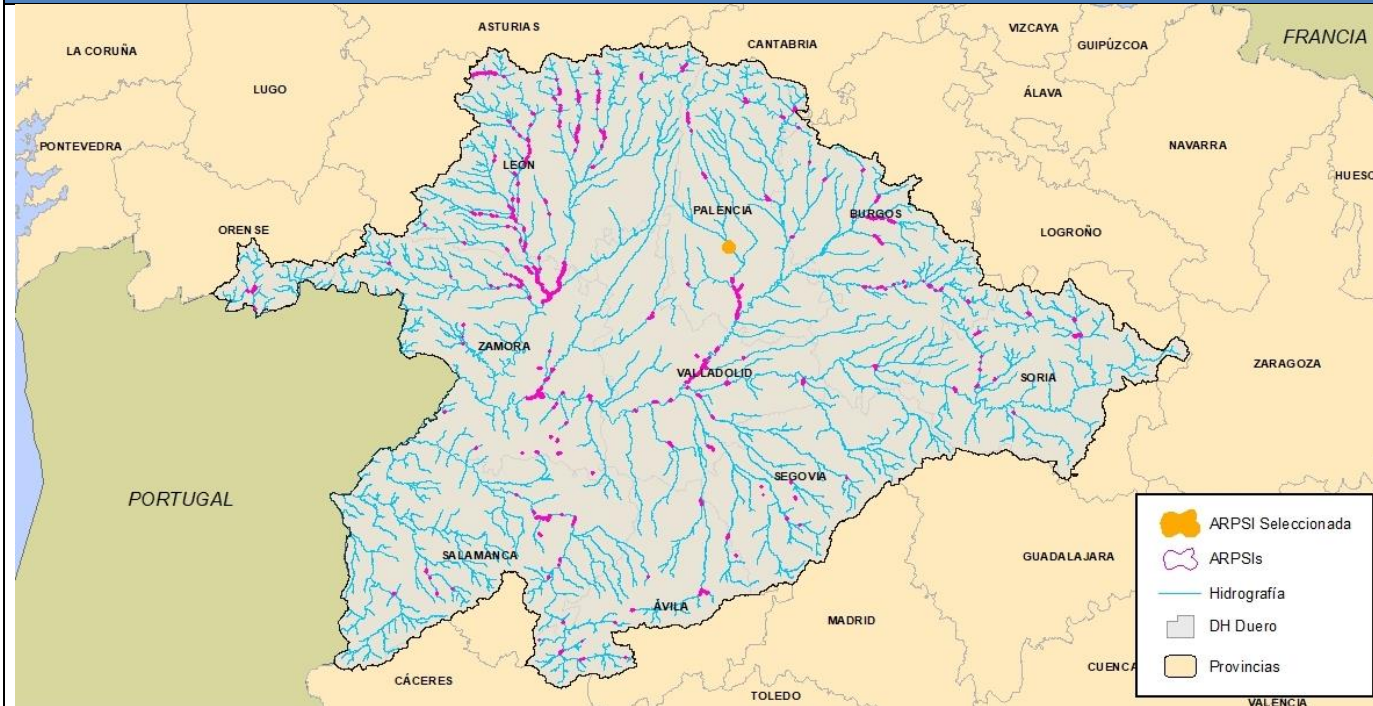 ASTURIAS
VIZCAYA
LA CORUÑA
CANTABRIA
GUIPÚZCOA
FRANCIA
LUGO
ÁLAVA
PONTEVEDRA
NAVARRA
LEÓN
HUESC
PALENCIA
BURGOS
ORENSE
LOGROÑO
ZAMORA
VALLADOLID
SORIA
ZARAGOZA
SEGOVIA
PORTUGAL
SALAMANCA
GUADALAJARA
ÁVILA
MADRID
CÁCERES
CUENCA
TOLEDO
VALENCIA
ARPSI Seleccionada
ARPSIs
Hidrografía
DH Duero
Provincias